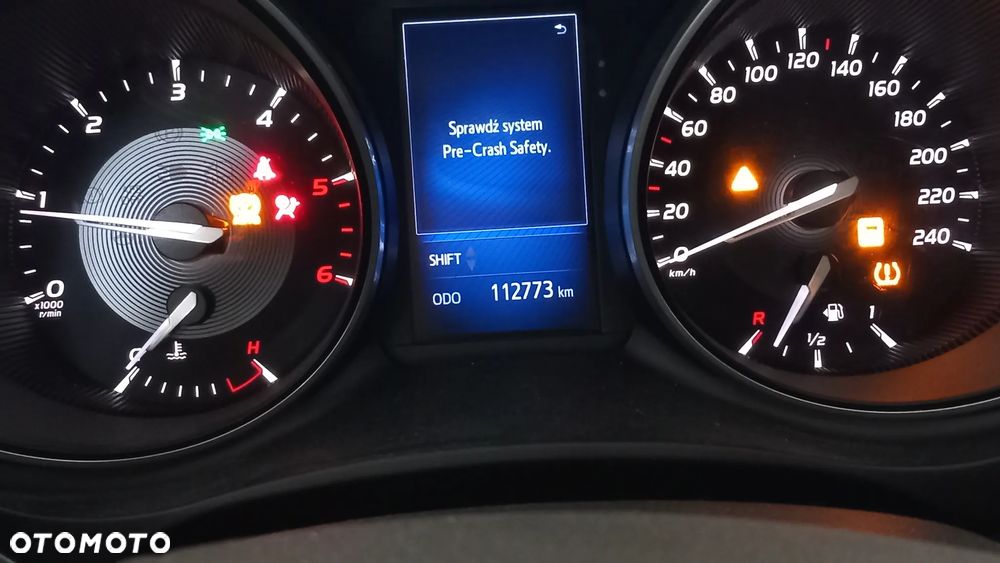 Sprawdź system
Pre-Crash Safety.
SHIFT
ODO 112773 km
0
1
2
3
4
5
6
x1000
r/min
C
H
0
20
40
60
80
100
120
140
160
180
200
220
240
km/h
R
1/2
1
OTOMOTO